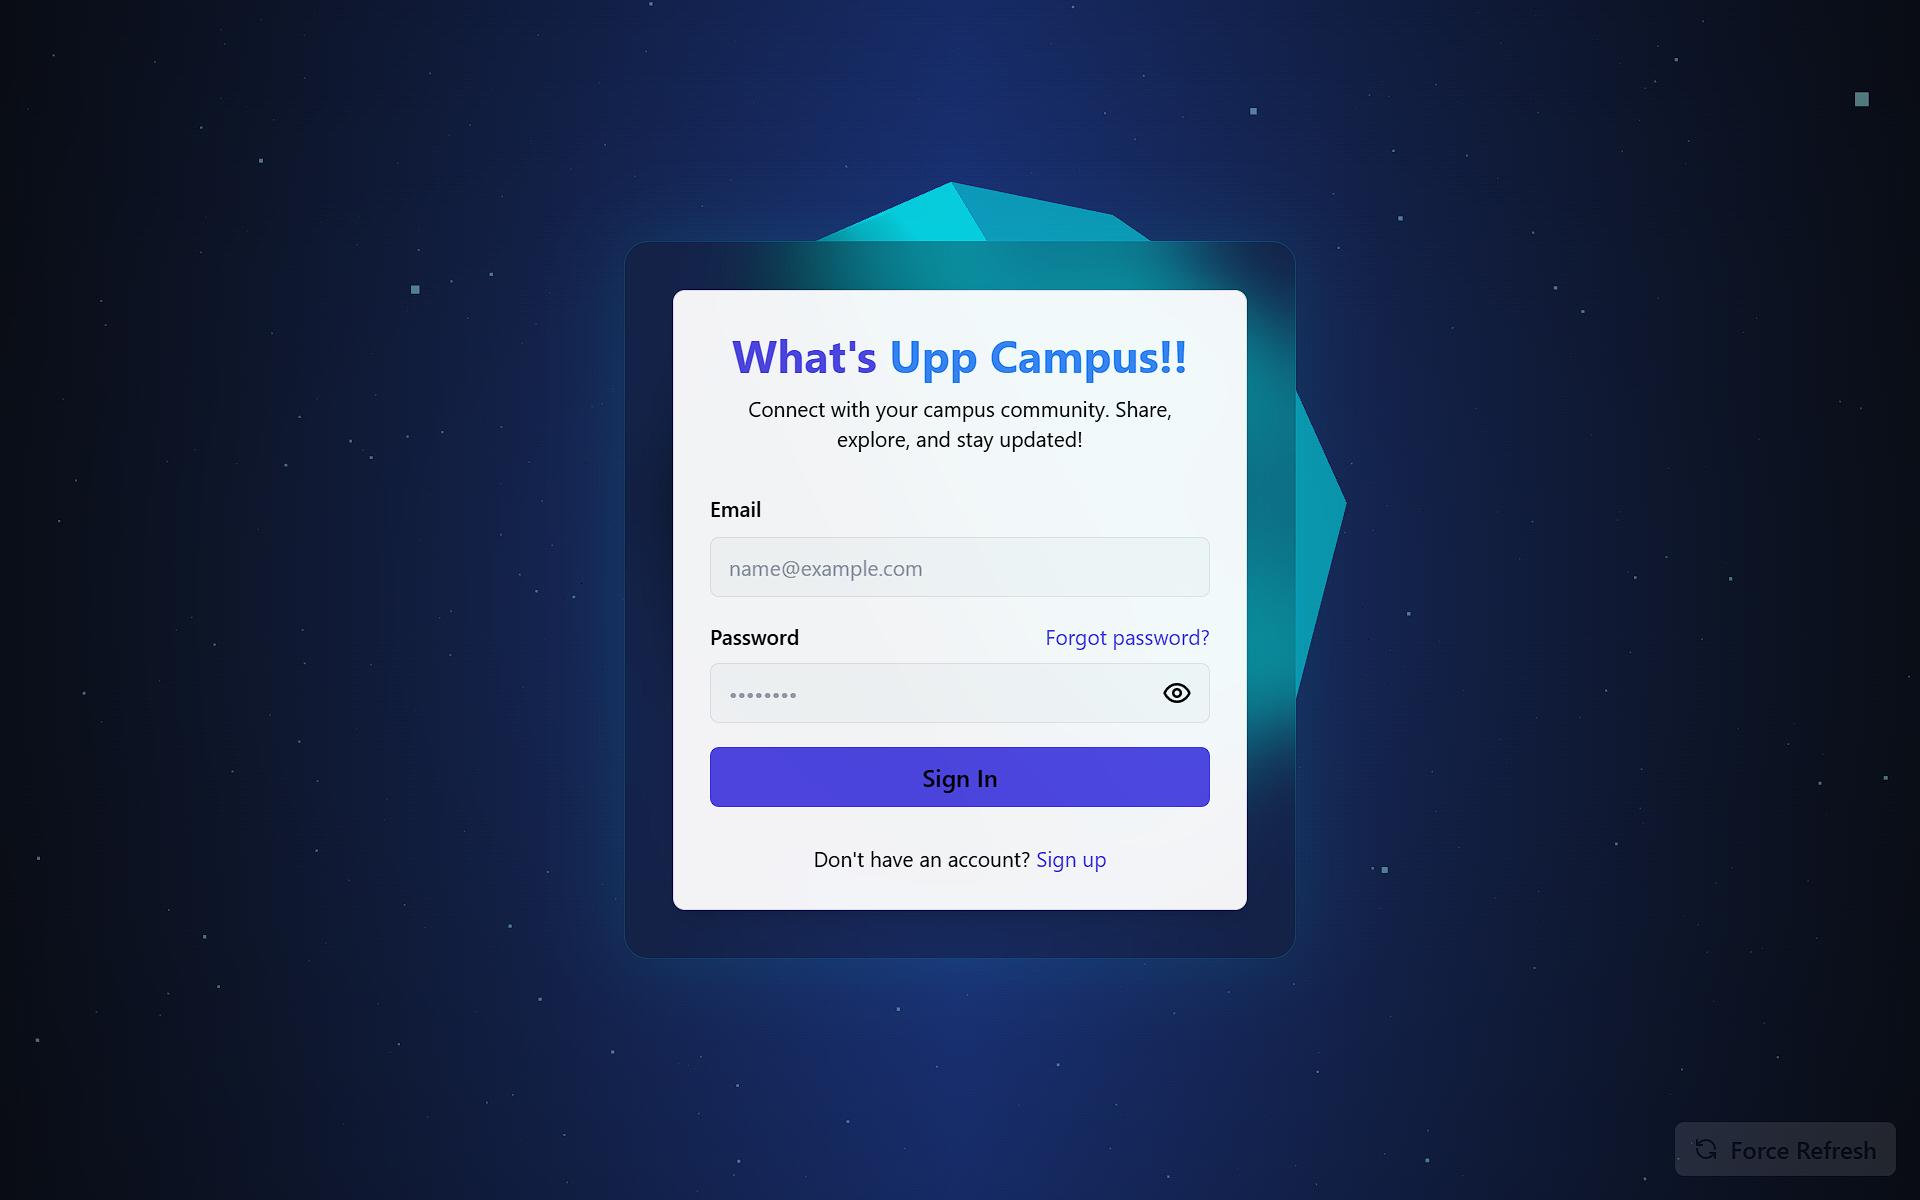 What's Upp Campus!!
Connect with your campus community. Share,
explore, and stay updated!
Email
name@example.com
Password
Forgot password?
••••••••
Sign In
Don't have an account? Sign up
Force Refresh